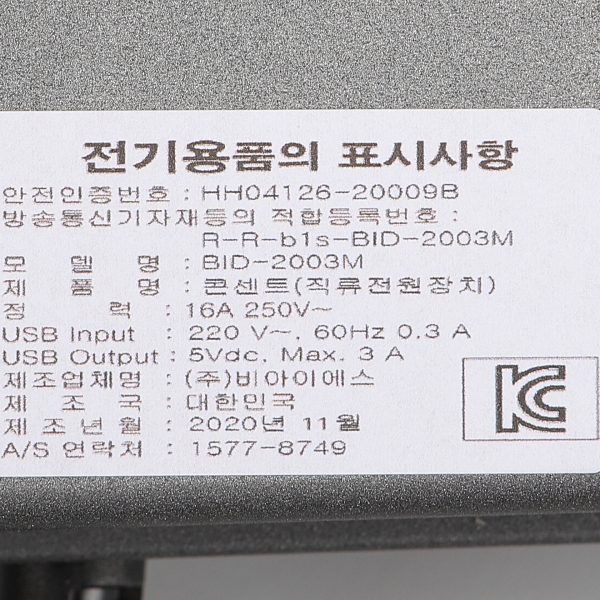 전기용품의 표시사항
안전인증번호 : HH04126-20009B
방송통신기자재등의 적합등록번호 :
R-R-b1s-BID-2003M
모 델 명 : BID-2003M
제 품 명 : 콘센트(직류전원장치)
정 력 : 16A 250V~
USB Input : 220 V~, 60Hz 0.3 A
USB Output : 5Vdc, Max. 3 A
제조업체명 : (주)비아이에스
제 조 국 : 대한민국
제 조 년 월 : 2020년 11월
A/S 연락처 : 1577-8749
KC